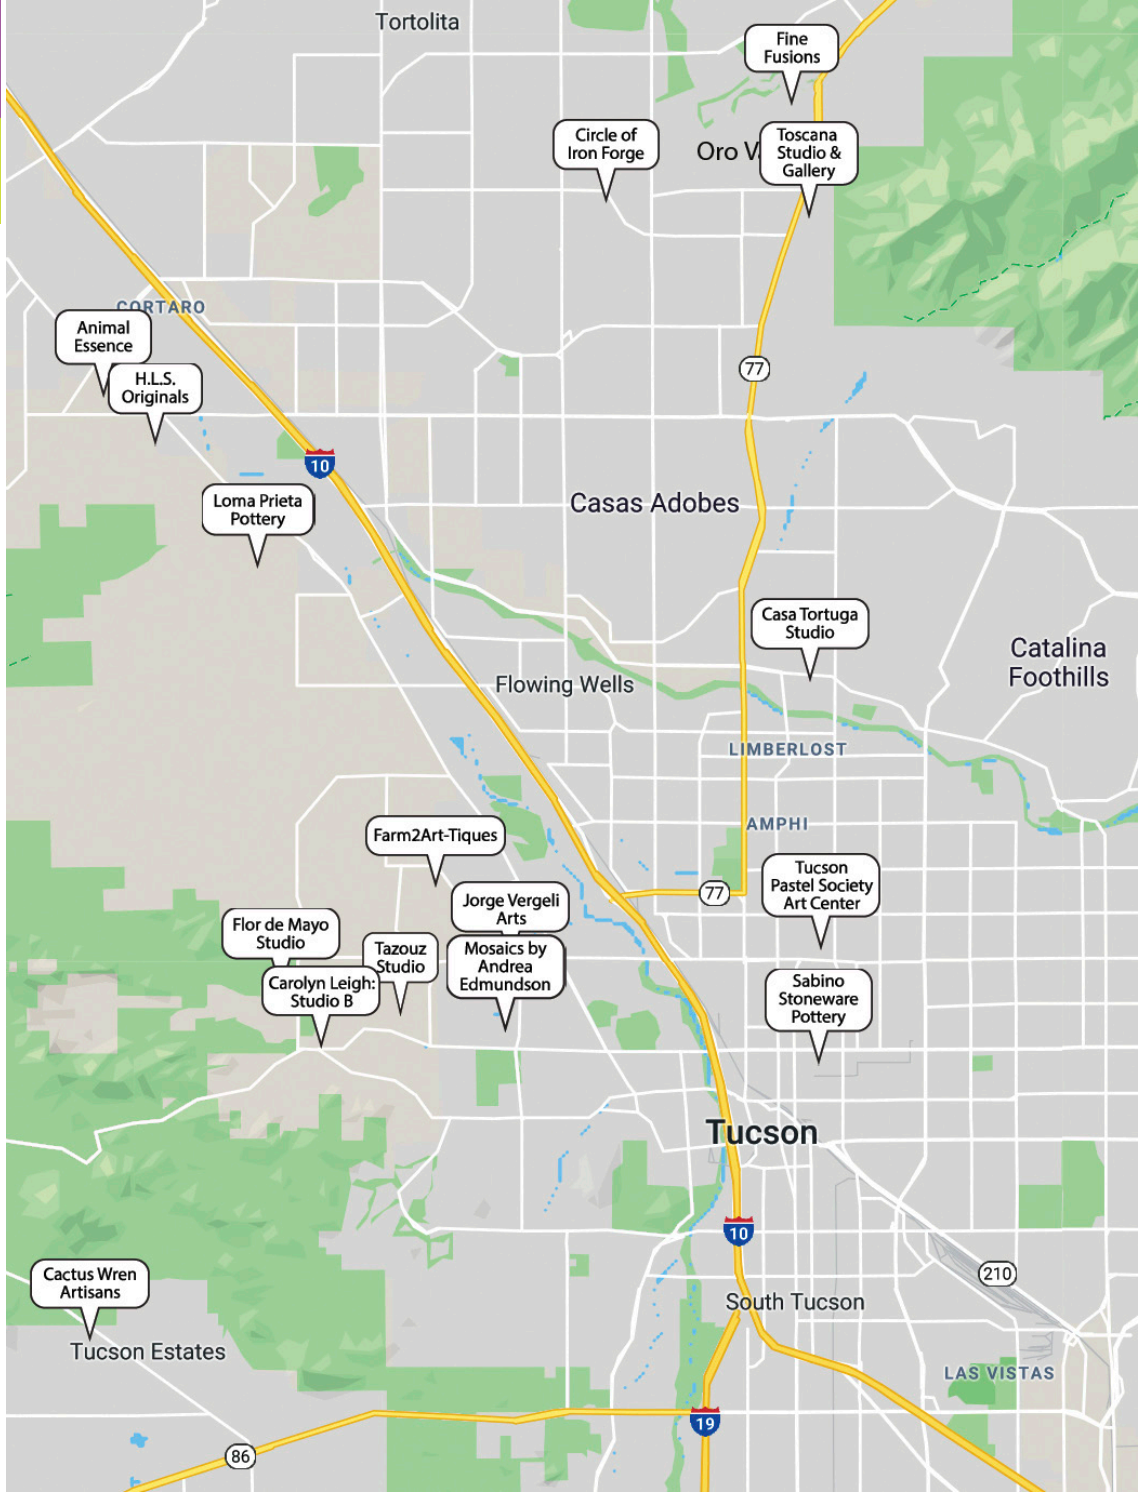 Tortolita
Fine
Fusions
Circle of
Iron Forge
Oro V
Toscana
Studio &
Gallery
CORTARO
Animal
Essence
H.L.S.
Originals
77
10
Loma Prieta
Pottery
Casas Adobes
Casa Tortuga
Studio
Catalina
Foothills
Flowing Wells
LIMBERLOST
AMPHI
Farm2Art-Tiques
Tucson
Pastel Society
Art Center
77
Jorge Vergeli
Arts
Flor de Mayo
Studio
Tazouz
Studio
Mosaics by
Andrea
Edmundson
Carolyn Leigh:
Studio B
Sabino
Stoneware
Pottery
Tucson
10
210
Cactus Wren
Artisans
South Tucson
Tucson Estates
LAS VISTAS
19
86